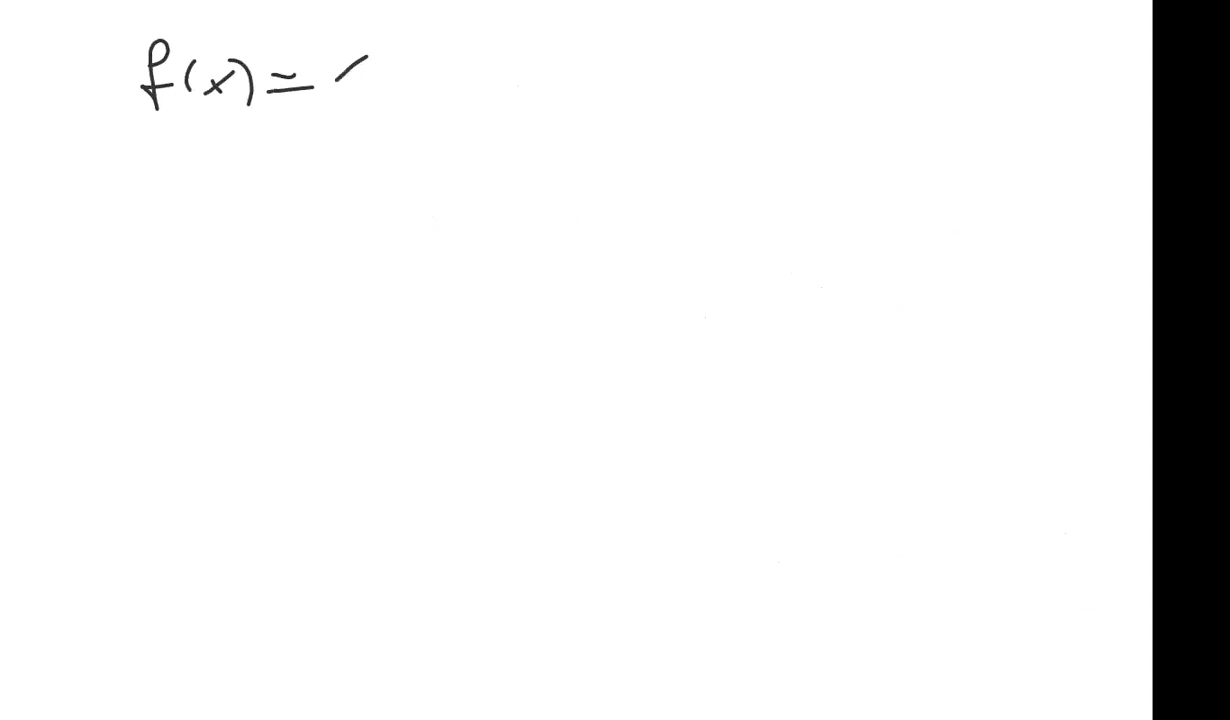 f(x) =